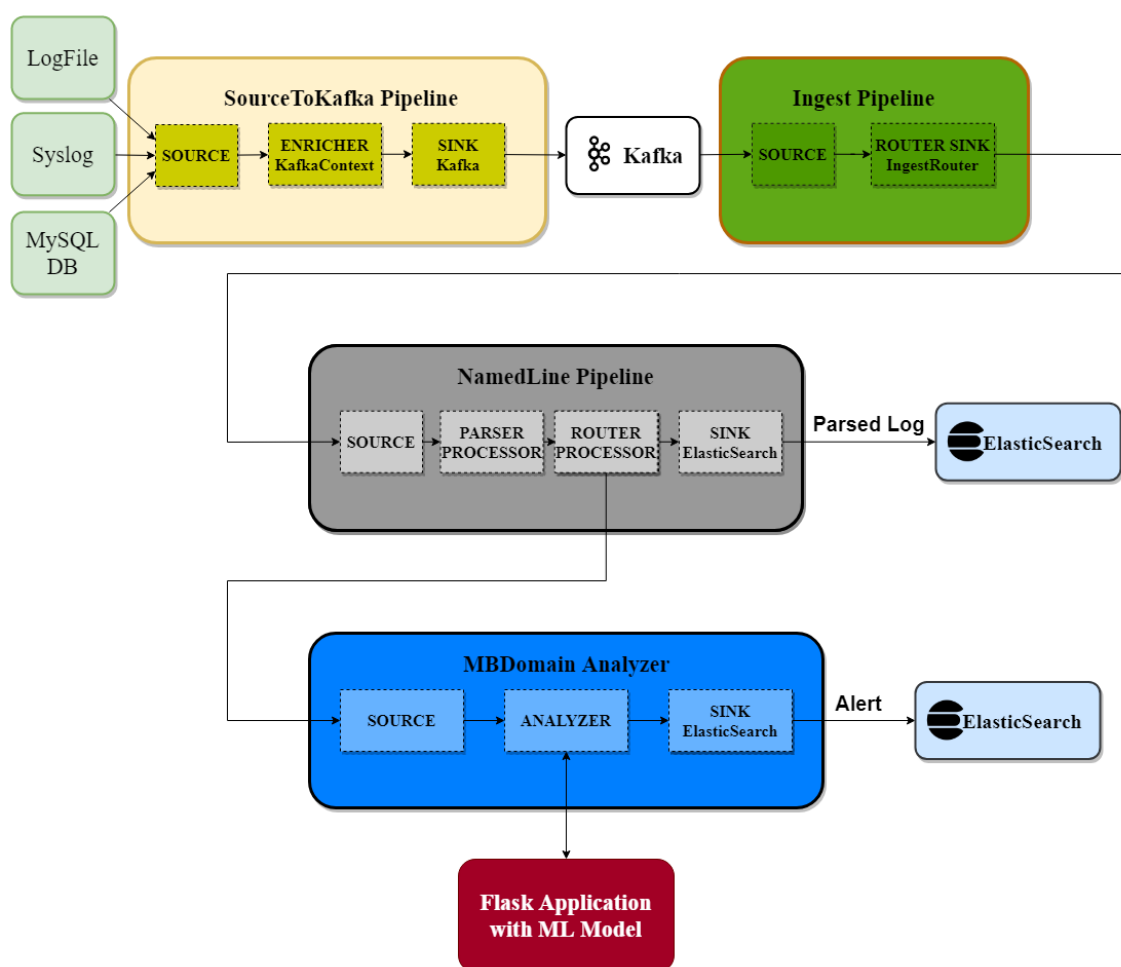 LogFile
Syslog
MySQL
DB
SourceToKafka Pipeline
SOURCE
ENRICHER
KafkaContext
SINK
Kafka
Kafka
Ingest Pipeline
SOURCE
ROUTER SINK
IngestRouter
NamedLine Pipeline
SOURCE
PARSER
PROCESSOR
ROUTER
PROCESSOR
SINK
ElasticSearch
Parsed Log
ElasticSearch
MBDomain Analyzer
SOURCE
ANALYZER
SINK
ElasticSearch
Alert
ElasticSearch
Flask Application
with ML Model